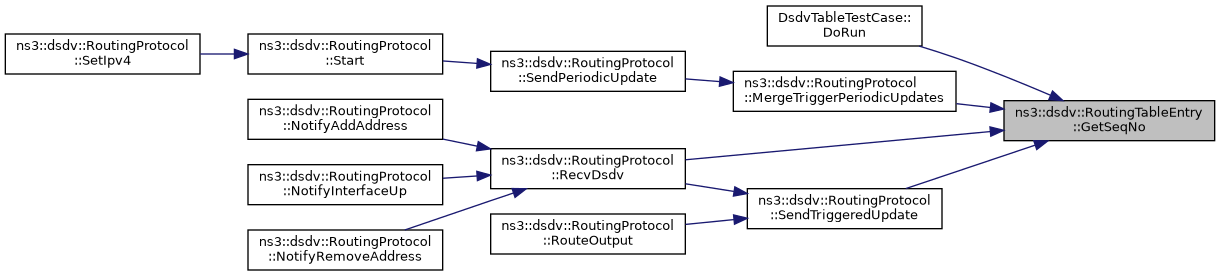 ns3::dsdv::RoutingProtocol
::SetIpv4
ns3::dsdv::RoutingProtocol
::Start
ns3::dsdv::RoutingProtocol
::SendPeriodicUpdate
DsdvTableTestCase::
DoRun
ns3::dsdv::RoutingProtocol
::MergeTriggerPeriodicUpdates
ns3::dsdv::RoutingTableEntry
::GetSeqNo
ns3::dsdv::RoutingProtocol
::NotifyAddAddress
ns3::dsdv::RoutingProtocol
::NotifyInterfaceUp
ns3::dsdv::RoutingProtocol
::NotifyRemoveAddress
ns3::dsdv::RoutingProtocol
::RecvDsdv
ns3::dsdv::RoutingProtocol
::RouteOutput
ns3::dsdv::RoutingProtocol
::SendTriggeredUpdate